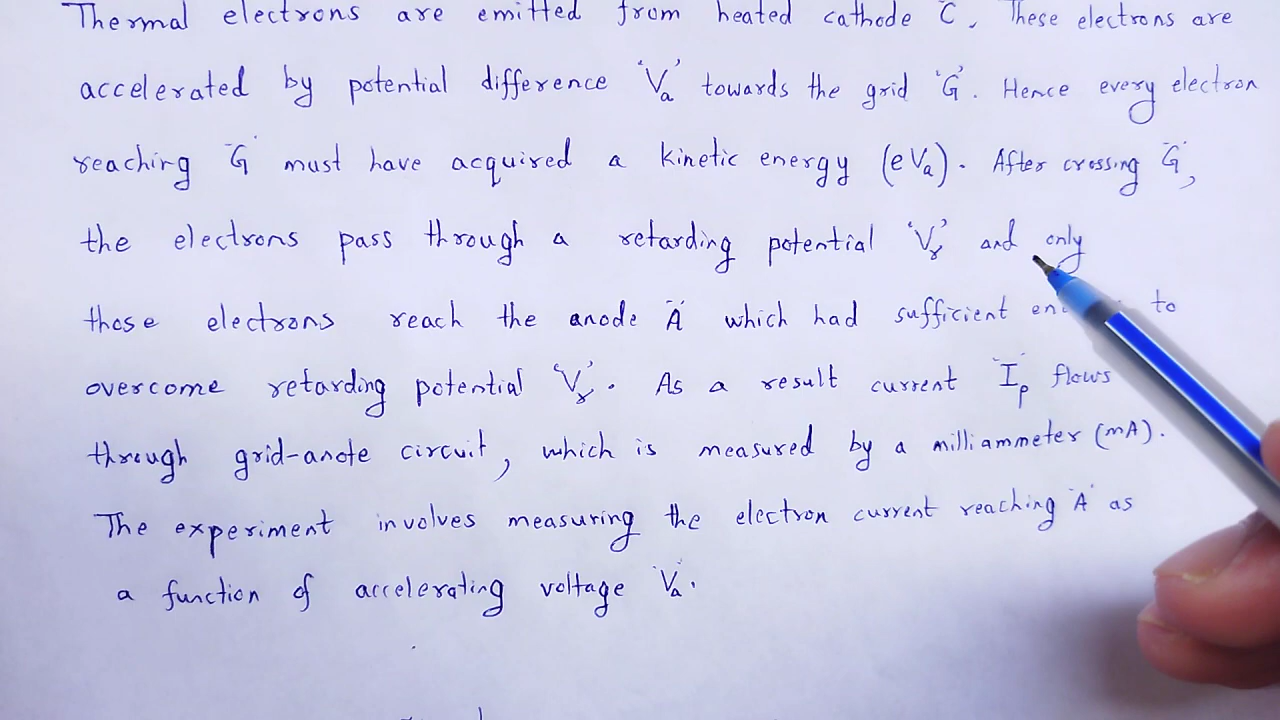 Thermal electrons are emitted from heated cathode 'C'. These electrons are
accelerated by potential difference 'Va' towards the grid 'G'. Hence every electron
reaching 'G' must have acquired a kinetic energy (eVa). After crossing 'G',
the electrons pass through a retarding potential 'Vr' and only
those electrons reach the anode 'A' which had sufficient to
overcome retarding potential 'Vr'. As a result current 'Ip' flows
through grid-anote circuit, which is measured by a milliammeter (mA).
The experiment involves measuring the electron current reaching 'A' as
a function of accelerating voltage 'Va'.